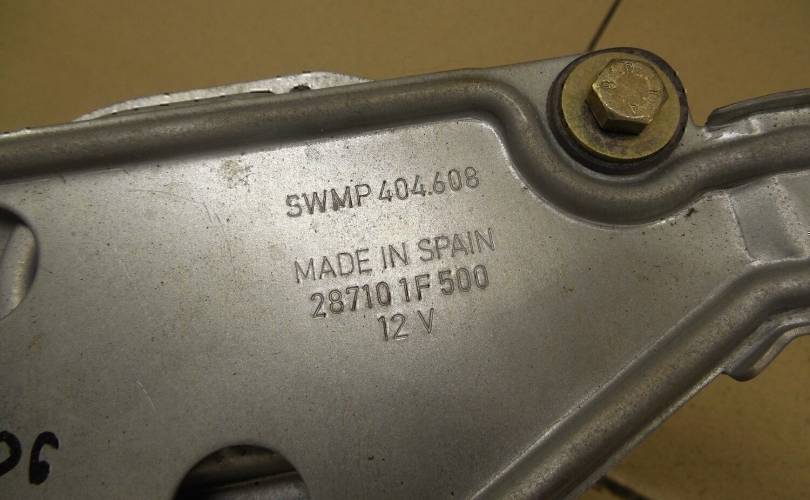 SWMP 404.608
MADE IN SPAIN
28710 1F 500
12 V